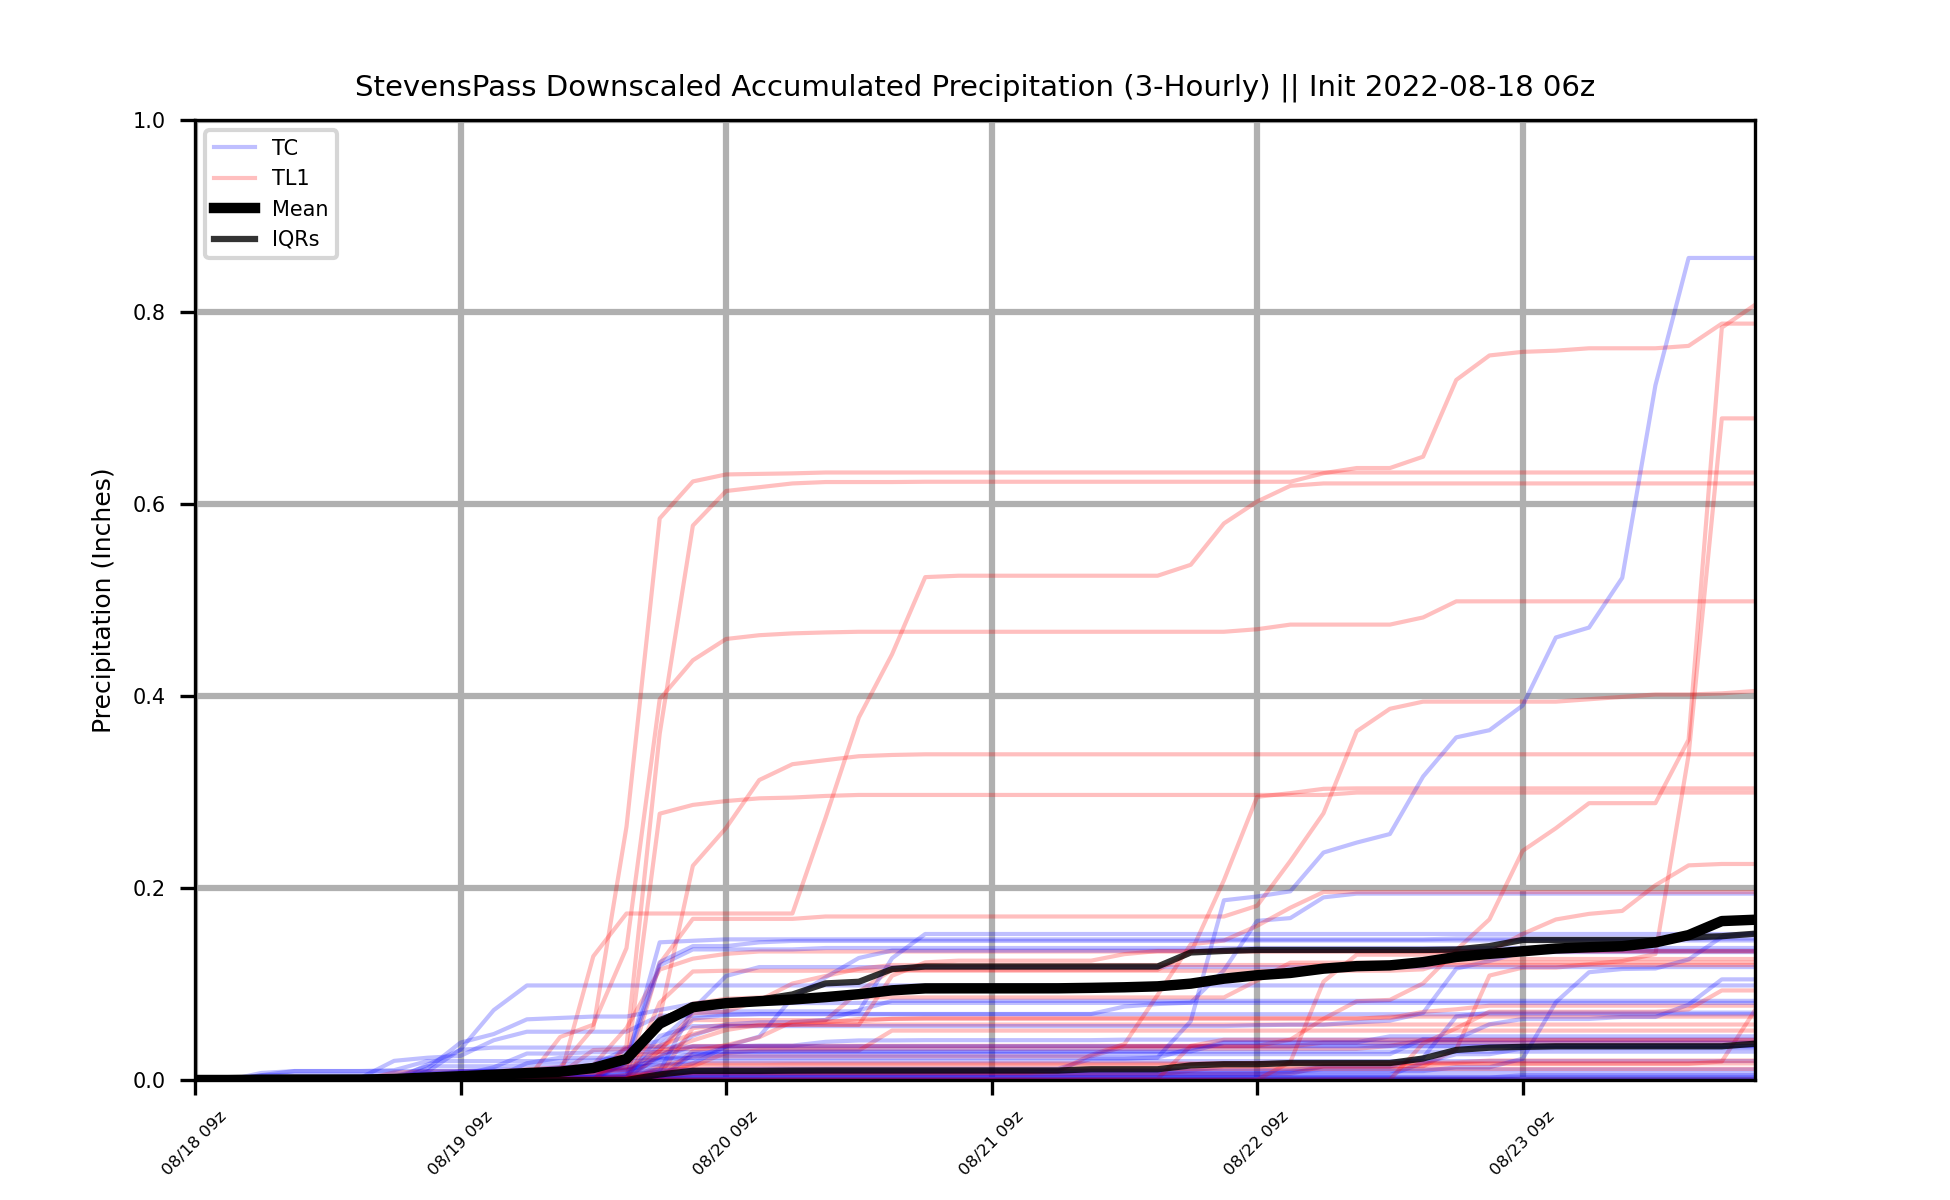 StevensPass Downscaled Accumulated Precipitation (3-Hourly) || Init 2022-08-18 06z
TC
TL1
Mean
IQRs
Precipitation (Inches)
1.0
0.8
0.6
0.4
0.2
0.0
08/18 09z
08/19 09z
08/20 09z
08/21 09z
08/22 09z
08/23 09z